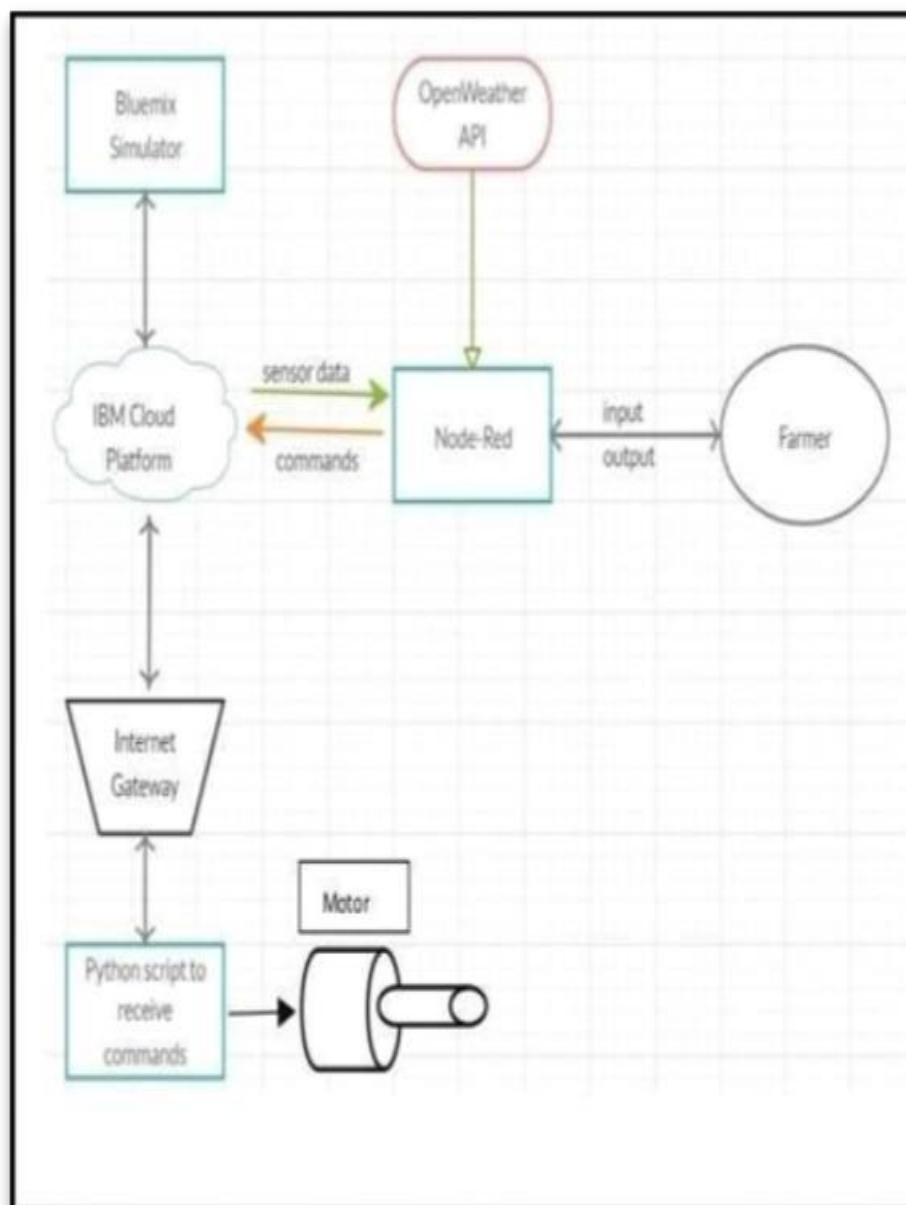 Bluemix
Simulator
OpenWeather
API
IBM Cloud
Platform
sensor data
commands
Node-Red
input
output
Farmer
Internet
Gateway
Motor
Python script to
receive
commands